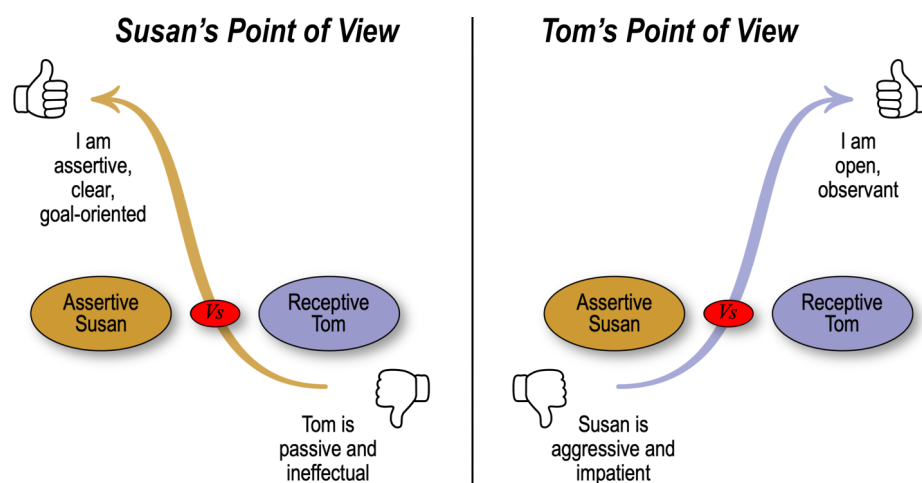 Susan's Point of View
I am
assertive,
clear,
goal-oriented
Assertive
Susan
Vs
Receptive
Tom
Tom is
passive and
ineffectual
Tom's Point of View
I am
open,
observant
Assertive
Susan
Vs
Receptive
Tom
Susan is
aggressive and
impatient